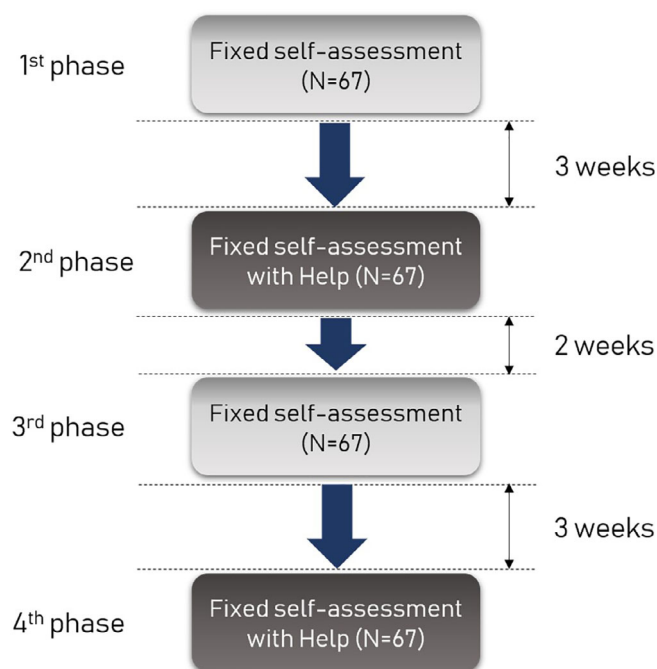 1st phase
Fixed self-assessment
(N=67)
3 weeks
2nd phase
Fixed self-assessment
with Help (N=67)
2 weeks
3rd phase
Fixed self-assessment
(N=67)
3 weeks
4th phase
Fixed self-assessment
with Help (N=67)